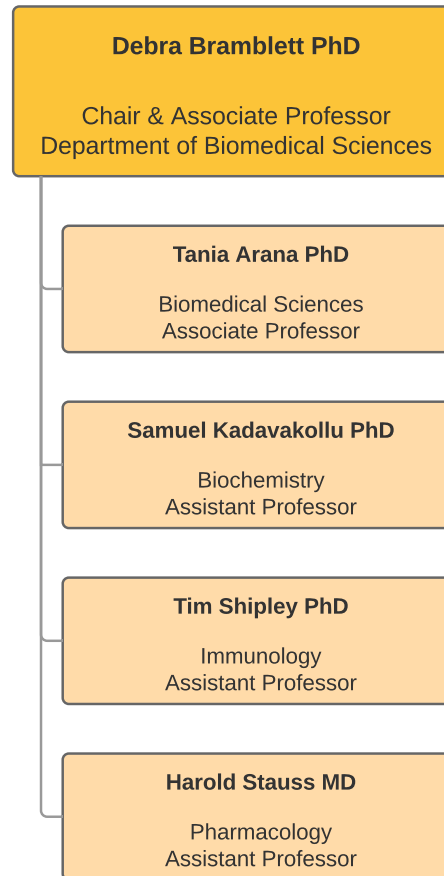 Debra Bramblett PhD
Chair & Associate Professor
Department of Biomedical Sciences
Tania Arana PhD
Biomedical Sciences
Associate Professor
Samuel Kadavakollu PhD
Biochemistry
Assistant Professor
Tim Shipley PhD
Immunology
Assistant Professor
Harold Stauss MD
Pharmacology
Assistant Professor